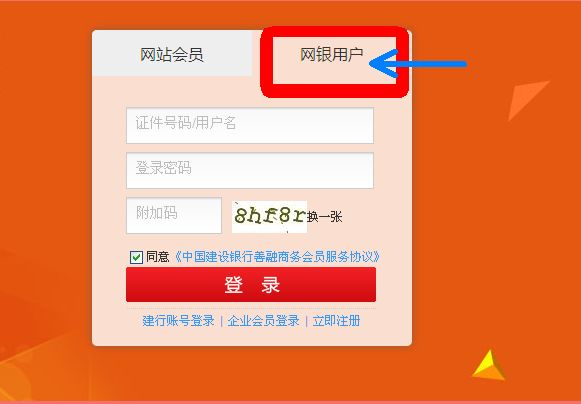 网站会员 网银用户
证件号码/用户名
登录密码
附加码 8hf8r 换一张
同意《中国建设银行善融商务会员服务协议》
登 录
建行账号登录 | 企业会员登录 | 立即注册